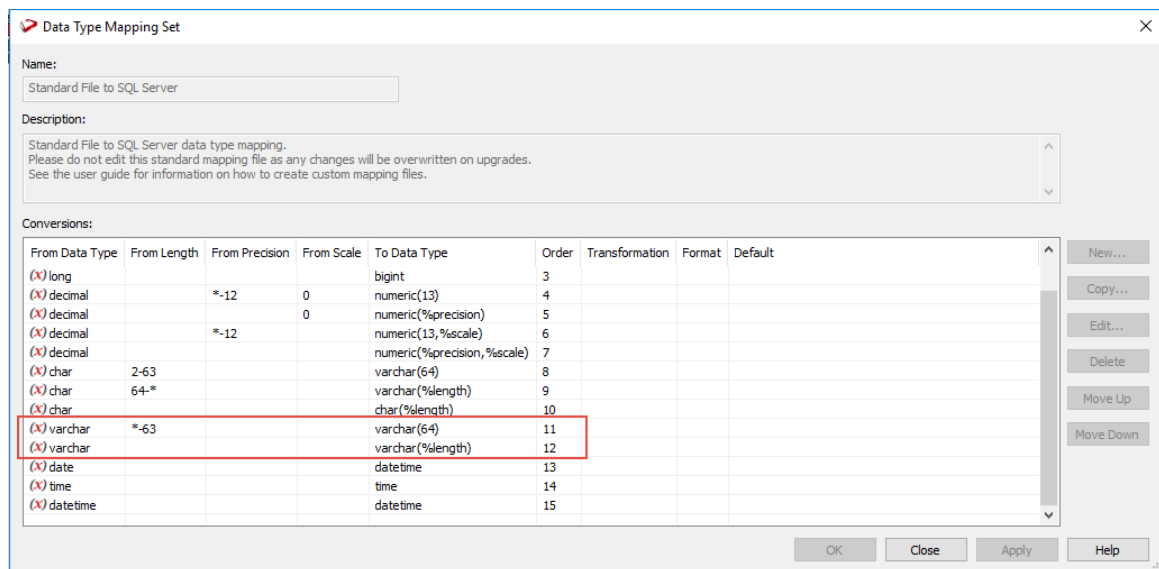 Data Type Mapping Set
Name:
Standard File to SQL Server
Description:
Standard File to SQL Server data type mapping.
Please do not edit this standard mapping file as any changes will be overwritten on upgrades.
See the user guide for information on how to create custom mapping files.
Conversions:
From Data Type From Length From Precision From Scale To Data Type Order Transformation Format Default
(X) long bigint 3
(X) decimal *-12 0 numeric(13) 4
(X) decimal 0 numeric(%precision) 5
(X) decimal *-12 numeric(13,%scale) 6
(X) decimal numeric(%precision,%scale) 7
(X) char 2-63 varchar(64) 8
(X) char 64-* varchar(%length) 9
(X) char char(%length) 10
(X) varchar *-63 varchar(64) 11
(X) varchar varchar(%length) 12
(X) date datetime 13
(X) time time 14
(X) datetime datetime 15
New...
Copy...
Edit...
Delete
Move Up
Move Down
OK Close Apply Help